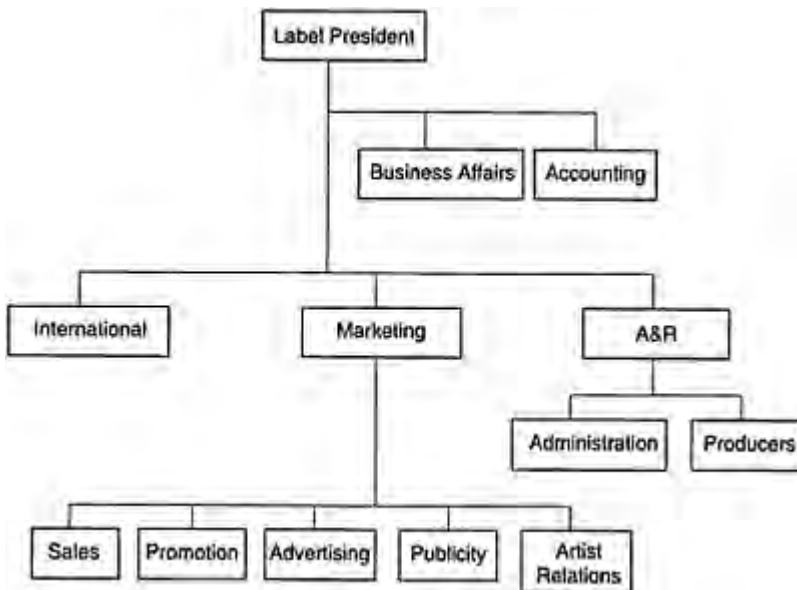 Label President
Business Affairs
Accounting
International
Marketing
A&R
Administration
Producers
Sales
Promotion
Advertising
Publicity
Artist
Relations